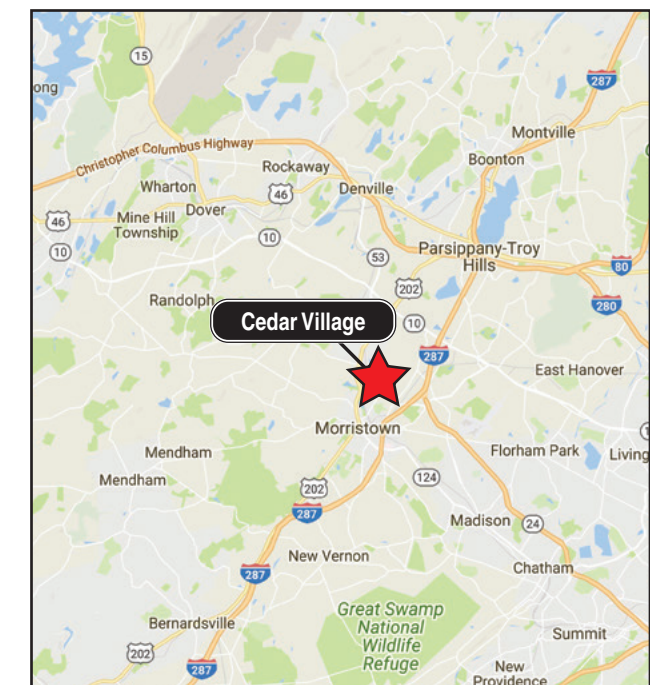 15
287
ong
Montville
Christopher Columbus Highway
Boonton
Rockaway
Wharton
46
Denville
Dover
46
Mine Hill
Township
10
10
53
Parsippany-Troy
Hills
80
202
Randolph
280
Cedar Village
10
287
East Hanover
Morristown
Mendham
Florham Park
Living
Mendham
124
202
287
Madison
24
New Vernon
Chatham
287
Great Swamp
National
Wildlife
Refuge
Bernardsville
Summit
202
287
New
Providence